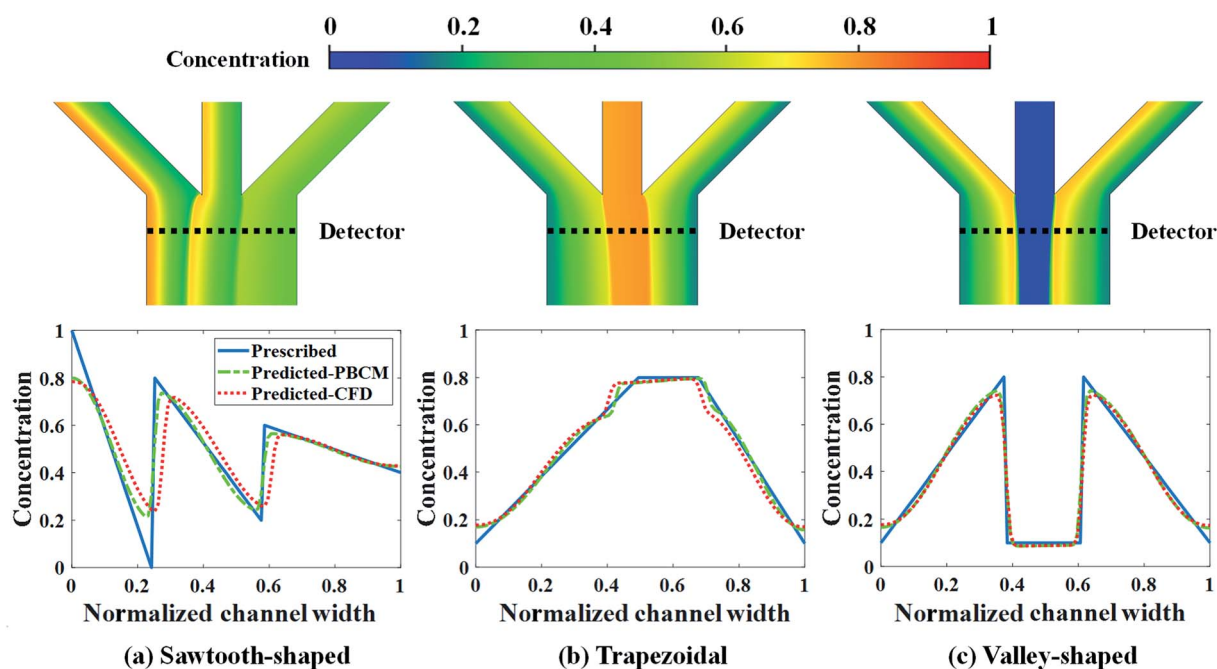 0 0.2 0.4 0.6 0.8 1
Concentration
Detector Detector Detector
1
0.8
0.6
0.4
0.2
0
Concentration
Prescribed
Predicted-PBCM
Predicted-CFD
0 0.2 0.4 0.6 0.8 1
Normalized channel width
(a) Sawtooth-shaped
1
0.8
0.6
0.4
0.2
0
Concentration
0 0.2 0.4 0.6 0.8 1
Normalized channel width
(b) Trapezoidal
1
0.8
0.6
0.4
0.2
0
Concentration
0 0.2 0.4 0.6 0.8 1
Normalized channel width
(c) Valley-shaped